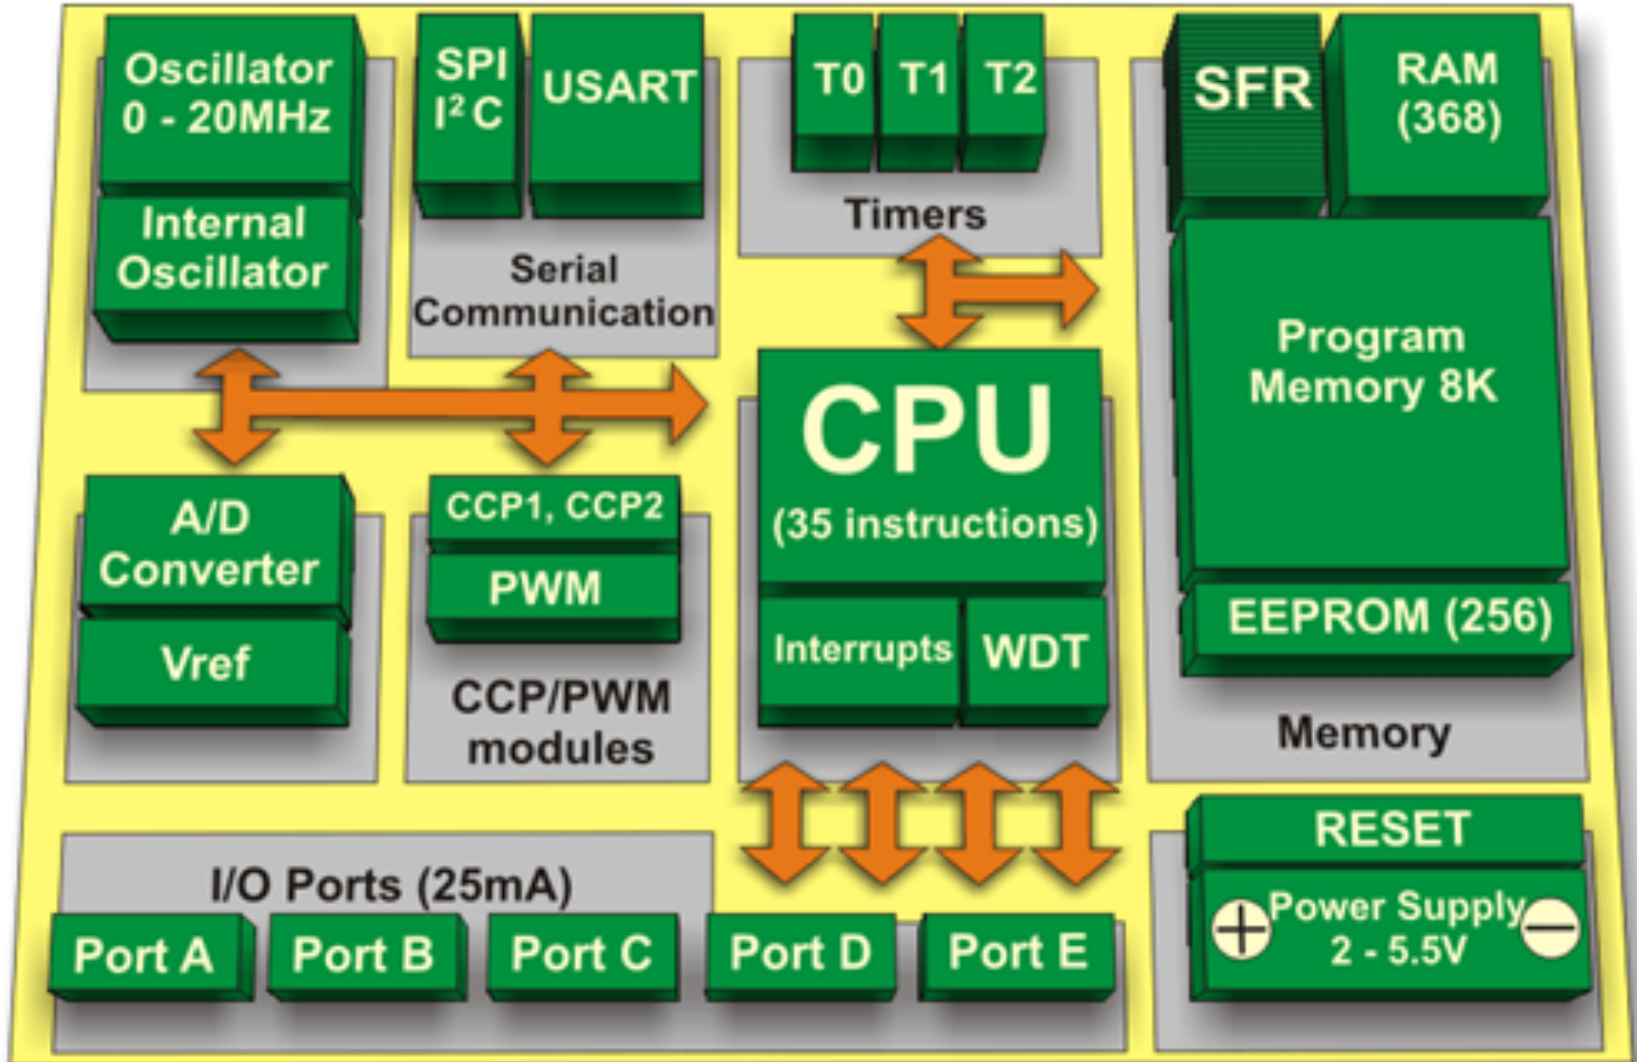 Oscillator
0 - 20MHz
Internal
Oscillator
SPI
I²C
USART
Serial
Communication
T0
T1
T2
Timers
SFR
RAM
(368)
Program
Memory 8K
EEPROM (256)
Memory
A/D
Converter
Vref
CCP1, CCP2
PWM
CCP/PWM
modules
CPU
(35 instructions)
Interrupts
WDT
I/O Ports (25mA)
Port A
Port B
Port C
Port D
Port E
RESET
Power Supply
2 - 5.5V